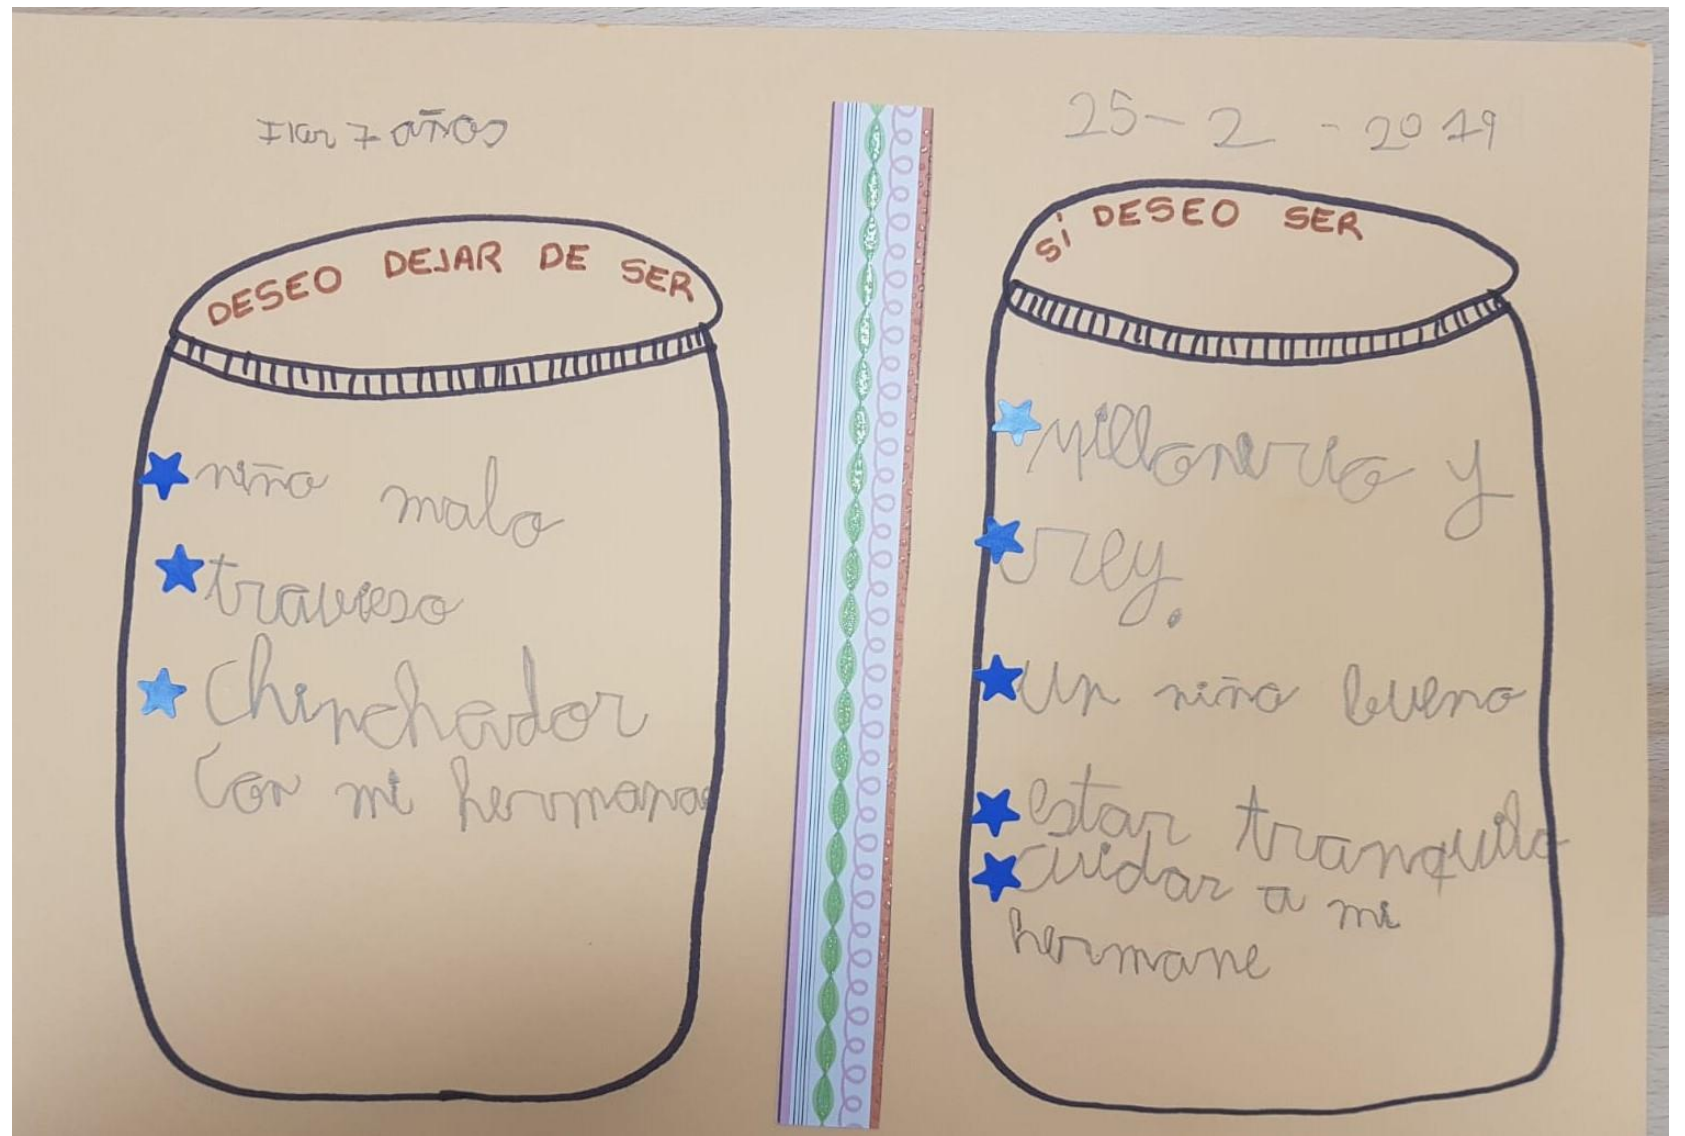 Iker 7 años
DESEO DEJAR DE SER
niño malo
travieso
Chinchador
Con mi hermana
25-2-2019
SÍ DESEO SER
millonario y
rey.
un niño bueno
estar tranquilo
cuidar a mi
hermane